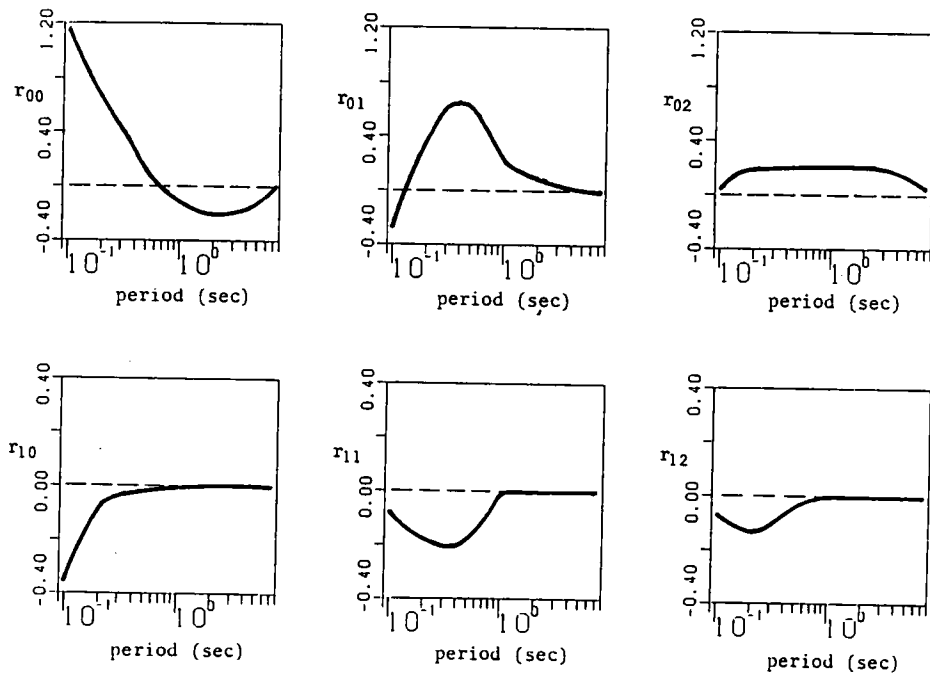 r00
1.20
0.40
-0.40
10^-1 10^0
period (sec)
r01
1.20
0.40
-0.40
10^-1 10^0
period (sec)
r02
1.20
0.40
-0.40
10^-1 10^0
period (sec)
r10
0.40
0.00
-0.40
10^-1 10^0
period (sec)
r11
0.40
0.00
-0.40
10^-1 10^0
period (sec)
r12
0.40
0.00
-0.40
10^-1 10^0
period (sec)